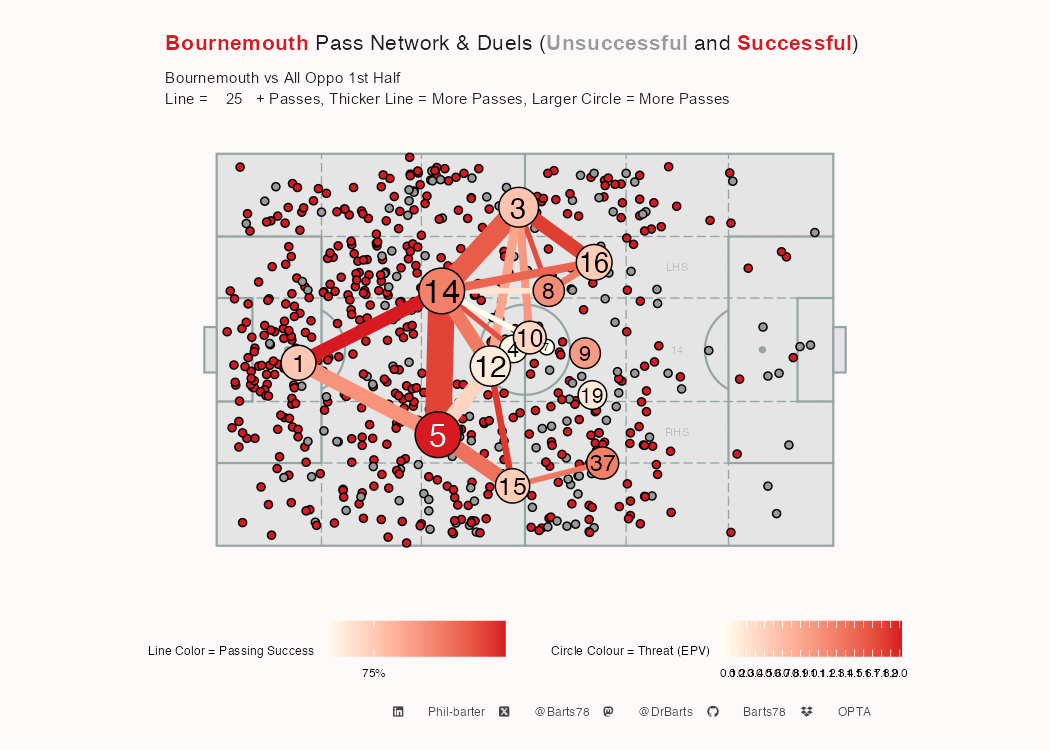 Bournemouth Pass Network & Duels (Unsuccessful and Successful)
Bournemouth vs All Oppo 1st Half
Line = 25 + Passes, Thicker Line = More Passes, Larger Circle = More Passes
3
16
LHS
14
8
10
4
7
14
1
12
9
19
RHS
5
37
15
Line Color = Passing Success
75%
Circle Colour = Threat (EPV)
Phil-barter @Barts78 @DrBarts Barts78 OPTA